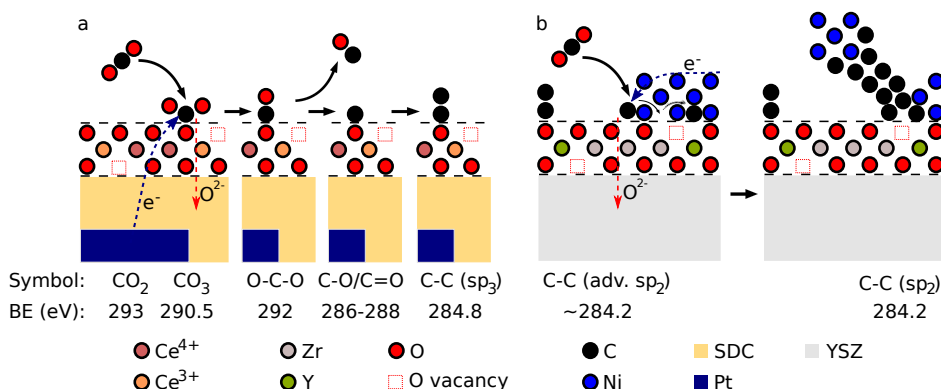 a
b
e-
O2-
e-
O2-
Symbol: CO2 CO3 O-C-O C-O/C=O C-C (sp3) C-C (adv. sp2) C-C (sp2)
BE (eV): 293 290.5 292 286-288 284.8 ~284.2 284.2
Ce4+ Zr O C SDC YSZ
Ce3+ Y O vacancy Ni Pt